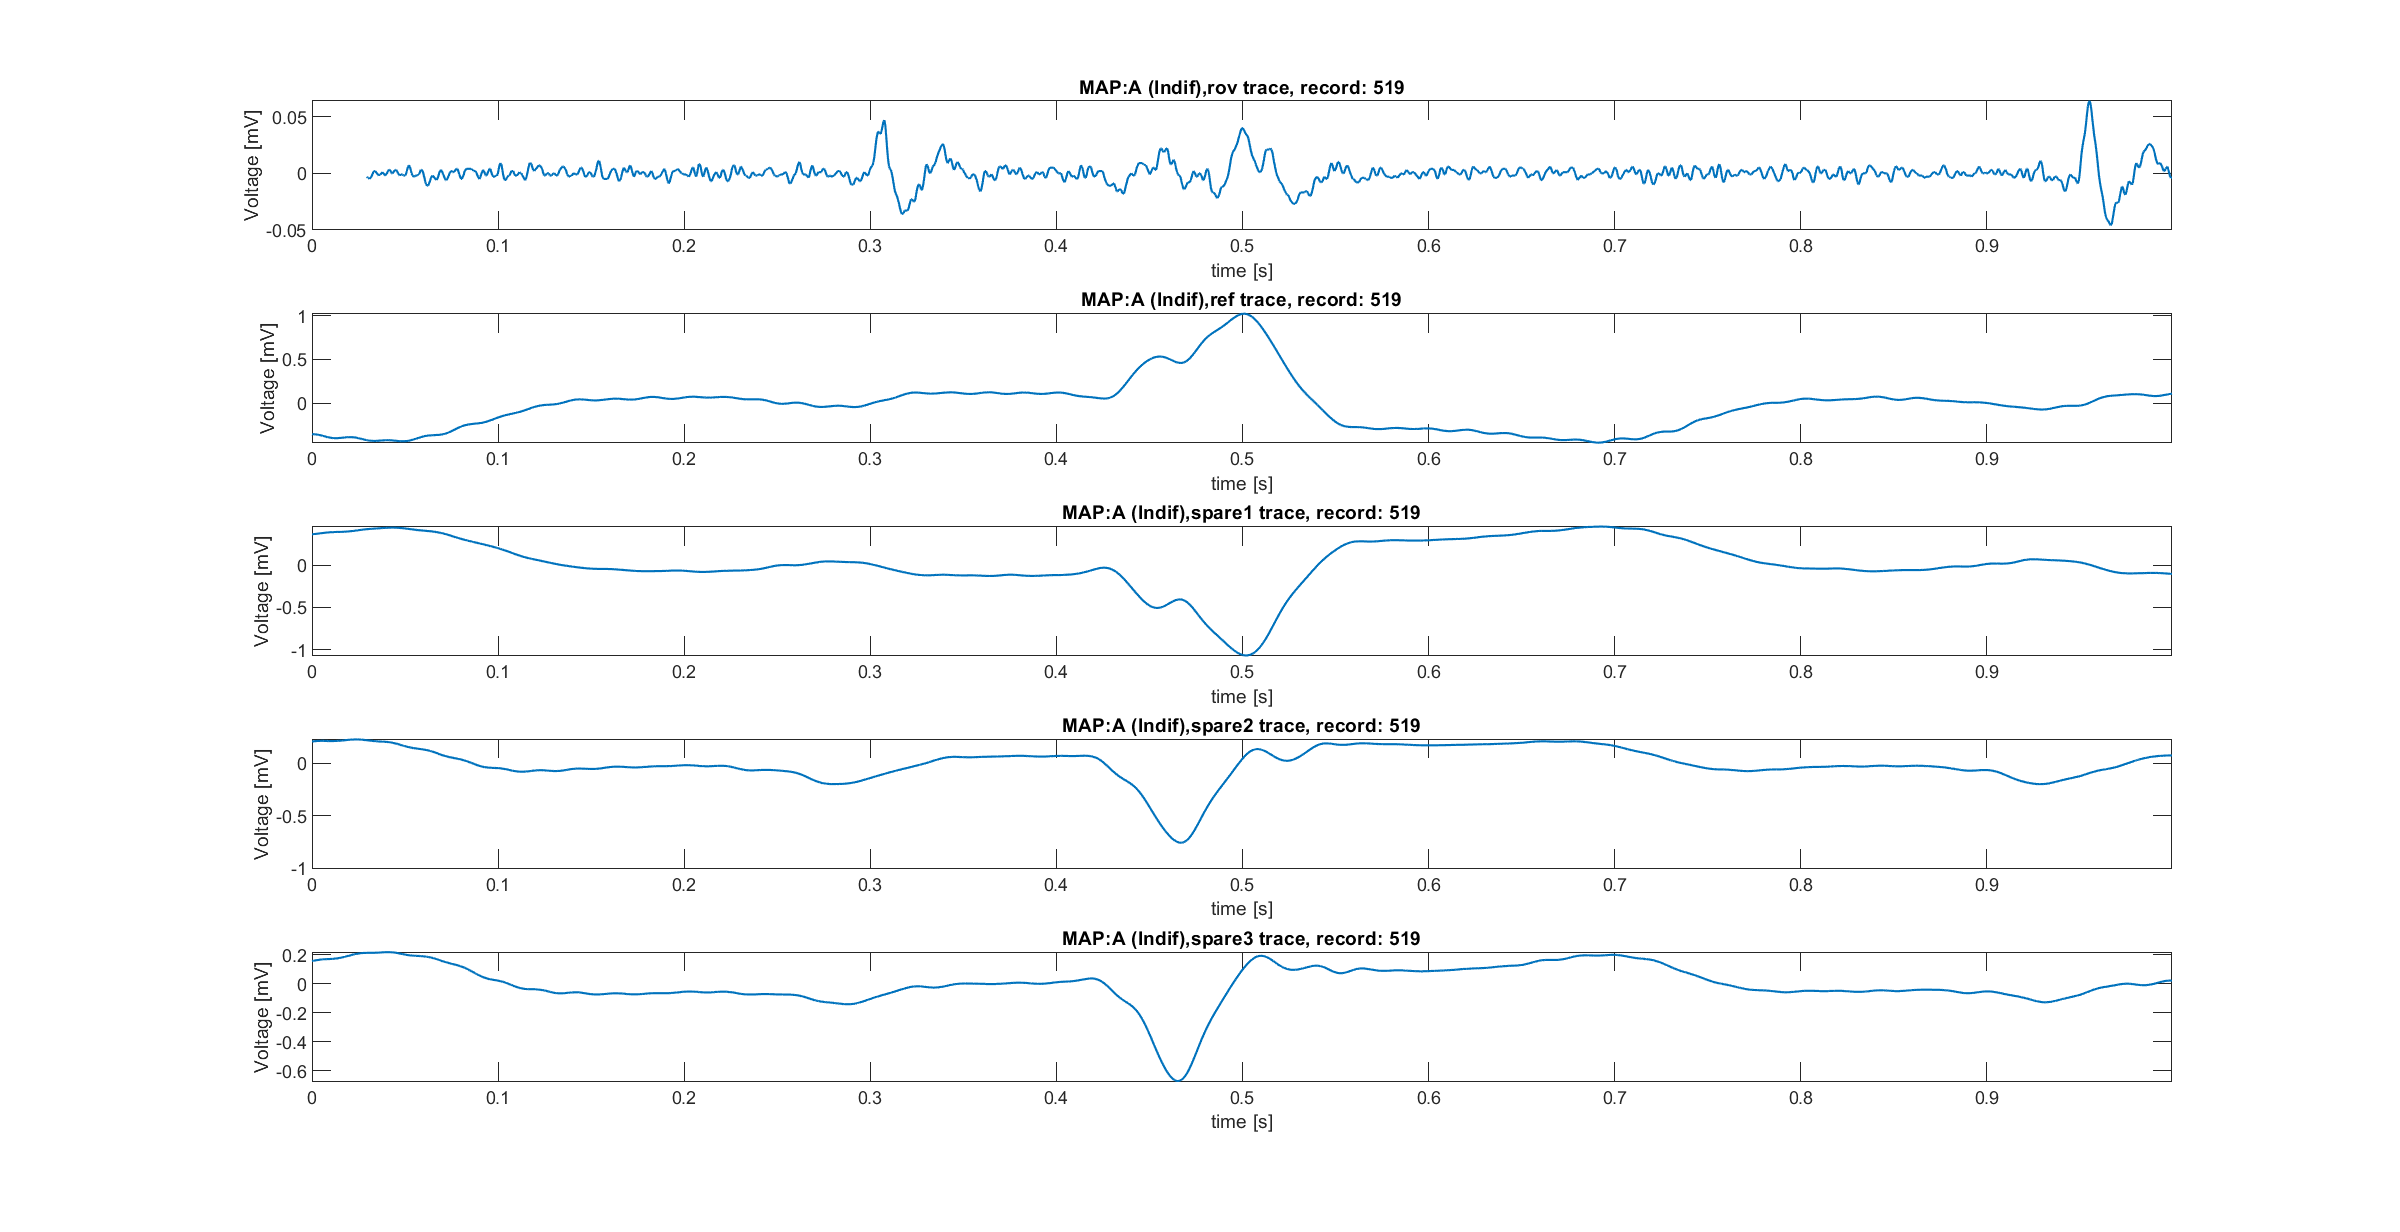 MAP:A (Indif),rov trace, record: 519
Voltage [mV]
0.05
0
-0.05
0 0.1 0.2 0.3 0.4 0.5 0.6 0.7 0.8 0.9
time [s]
MAP:A (Indif),ref trace, record: 519
Voltage [mV]
1
0.5
0
0 0.1 0.2 0.3 0.4 0.5 0.6 0.7 0.8 0.9
time [s]
MAP:A (Indif),spare1 trace, record: 519
Voltage [mV]
0
-0.5
-1
0 0.1 0.2 0.3 0.4 0.5 0.6 0.7 0.8 0.9
time [s]
MAP:A (Indif),spare2 trace, record: 519
Voltage [mV]
0
-0.5
-1
0 0.1 0.2 0.3 0.4 0.5 0.6 0.7 0.8 0.9
time [s]
MAP:A (Indif),spare3 trace, record: 519
Voltage [mV]
0.2
0
-0.2
-0.4
-0.6
0 0.1 0.2 0.3 0.4 0.5 0.6 0.7 0.8 0.9
time [s]